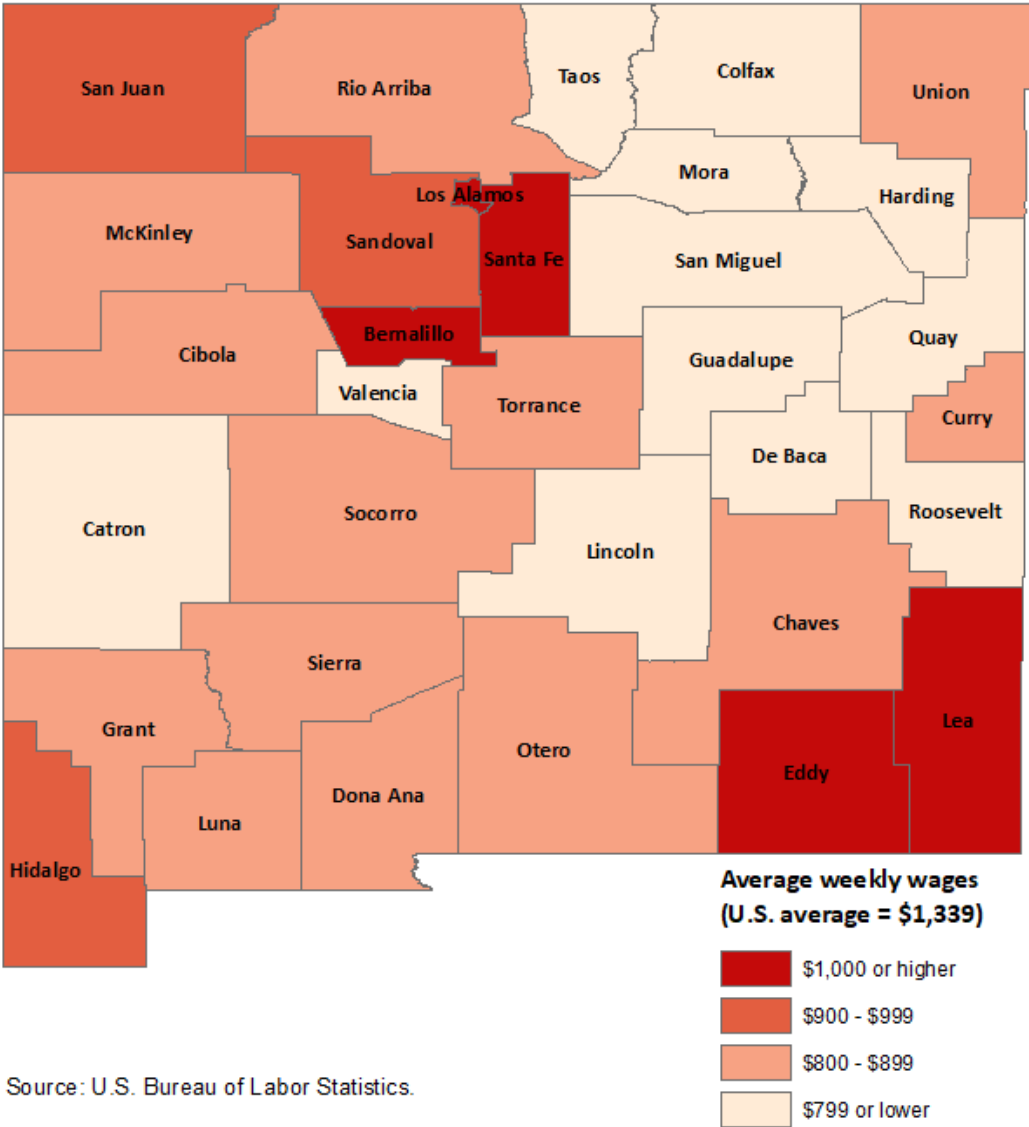 San Juan
Rio Arriba
Taos
Colfax
Union
Mora
Harding
Los Alamos
McKinley
Sandoval
Santa Fe
San Miguel
Bernalillo
Quay
Cibola
Guadalupe
Valencia
Torrance
Curry
De Baca
Socorro
Roosevelt
Catron
Lincoln
Chaves
Sierra
Grant
Lea
Otero
Eddy
Dona Ana
Luna
Hidalgo
Average weekly wages
(U.S. average = $1,339)
$1,000 or higher
$900 - $999
$800 - $899
$799 or lower
Source: U.S. Bureau of Labor Statistics.